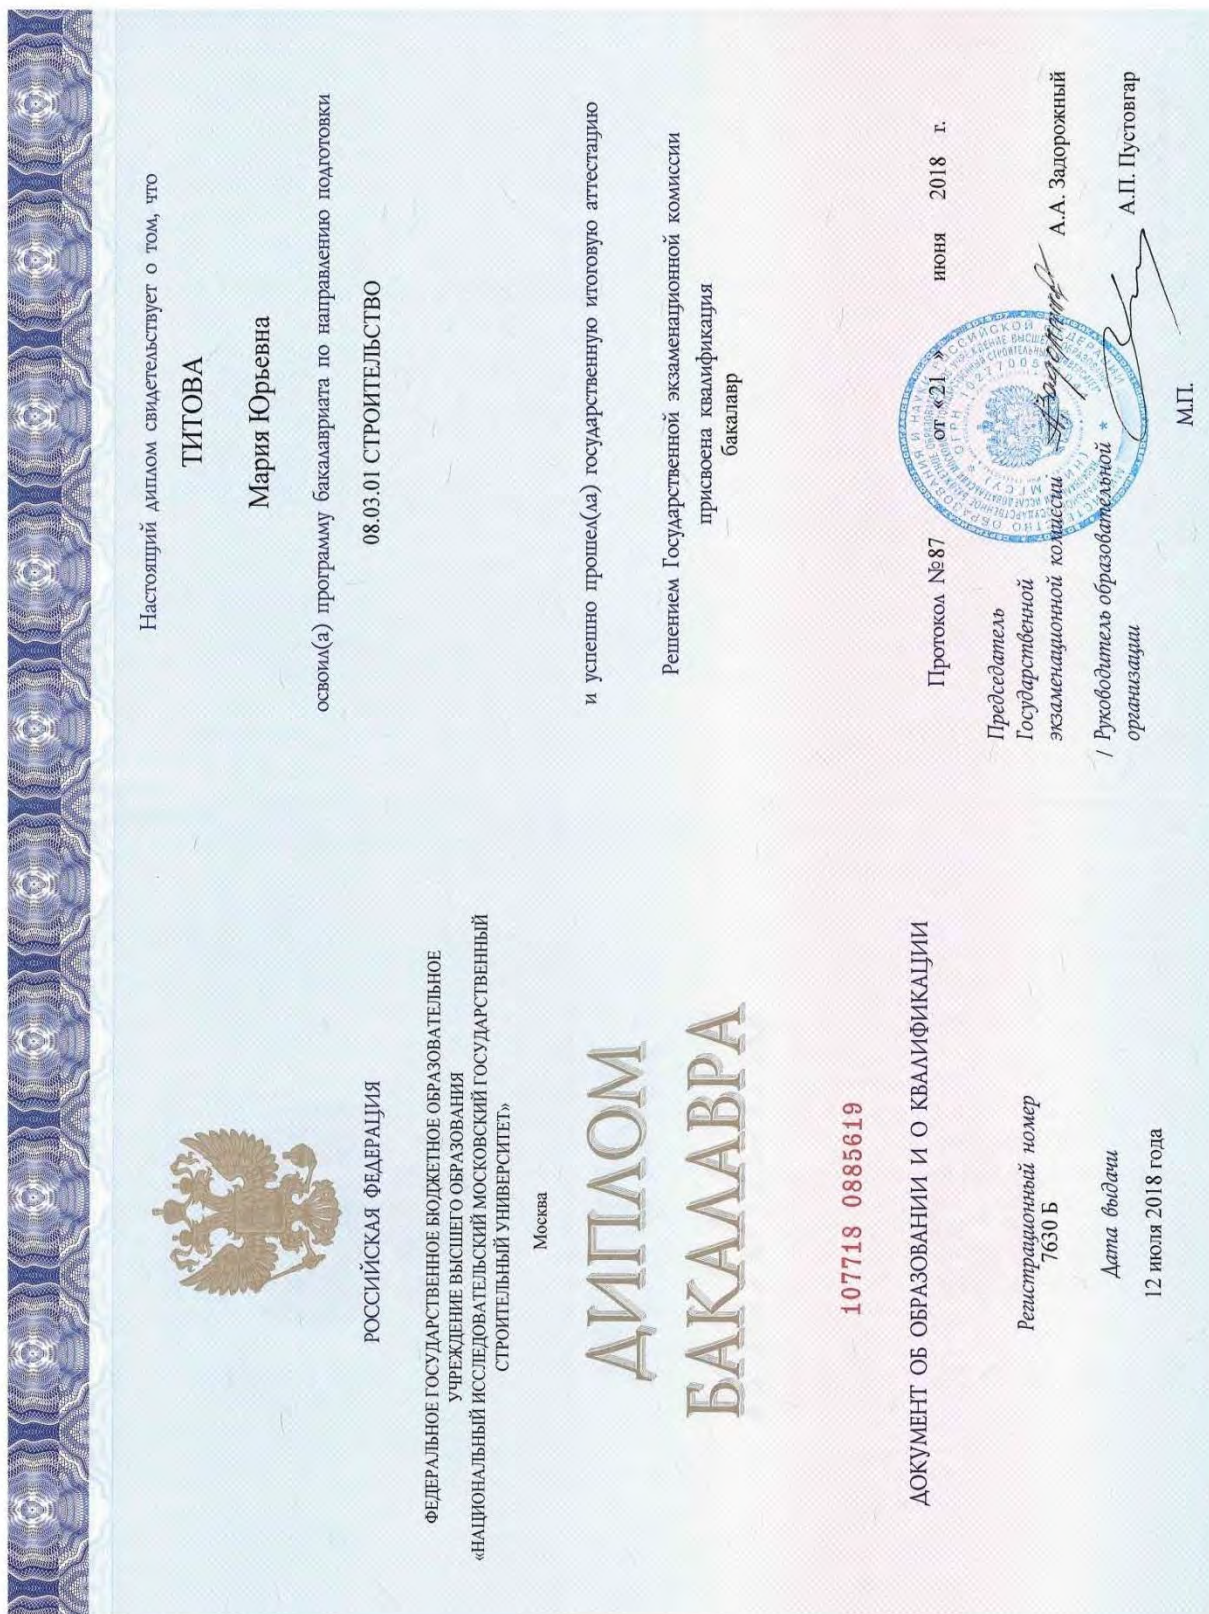 РОССИЙСКАЯ ФЕДЕРАЦИЯ
ФЕДЕРАЛЬНОЕ ГОСУДАРСТВЕННОЕ БЮДЖЕТНОЕ ОБРАЗОВАТЕЛЬНОЕ
УЧРЕЖДЕНИЕ ВЫСШЕГО ОБРАЗОВАНИЯ
«НАЦИОНАЛЬНЫЙ ИССЛЕДОВАТЕЛЬСКИЙ МОСКОВСКИЙ ГОСУДАРСТВЕННЫЙ
СТРОИТЕЛЬНЫЙ УНИВЕРСИТЕТ»
Москва
ДИПЛОМ
БАКАЛАВРА
107718 0885619
ДОКУМЕНТ ОБ ОБРАЗОВАНИИ И О КВАЛИФИКАЦИИ
Регистрационный номер
7630 Б
Дата выдачи
12 июля 2018 года
Настоящий диплом свидетельствует о том, что
ТИТОВА
Мария Юрьевна
освоил(а) программу бакалавриата по направлению подготовки
08.03.01 СТРОИТЕЛЬСТВО
и успешно прошел(ла) государственную итоговую аттестацию
Решением Государственной экзаменационной комиссии
присвоена квалификация
бакалавр
Протокол №87 от «21 » июня 2018 г.
Председатель
Государственной
экзаменационной комиссии А.А. Задорожный
/ Руководитель образовательной
организации А.П. Пустовгар
М.П.